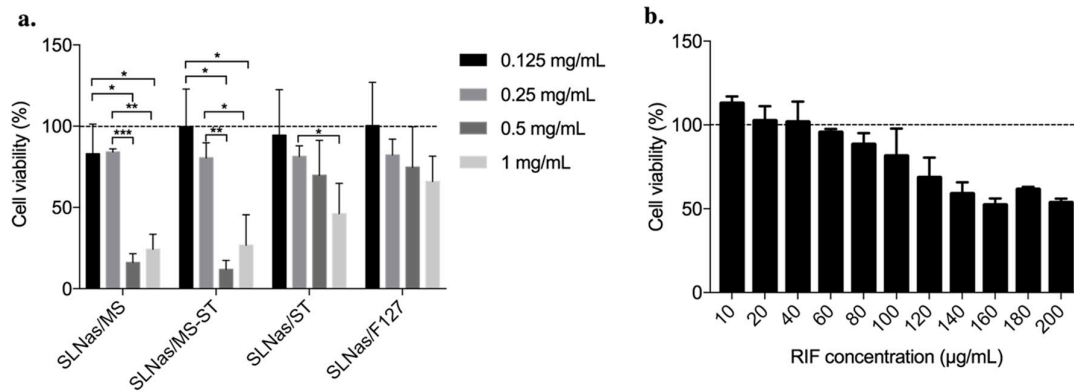 a.
150
100
50
0
Cell viability (%)
* * ** ***
* * * **
*
0.125 mg/mL
0.25 mg/mL
0.5 mg/mL
1 mg/mL
SLNas/MS
SLNas/MS-ST
SLNas/ST
SLNas/F127
b.
150
100
50
0
Cell viability (%)
10 20 40 60 80 100 120 140 160 180 200
RIF concentration (µg/mL)